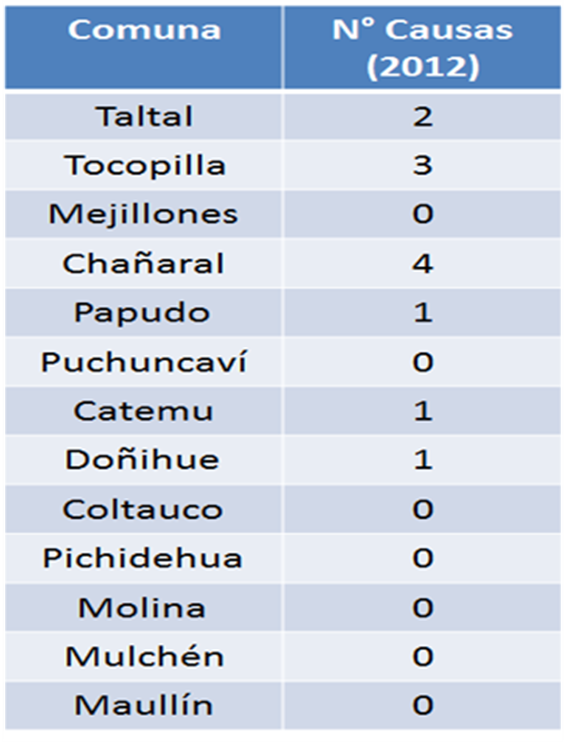 Comuna N° Causas
(2012)
Taltal 2
Tocopilla 3
Mejillones 0
Chañaral 4
Papudo 1
Puchuncaví 0
Catemu 1
Doñihue 1
Coltauco 0
Pichidehua 0
Molina 0
Mulchén 0
Maullín 0